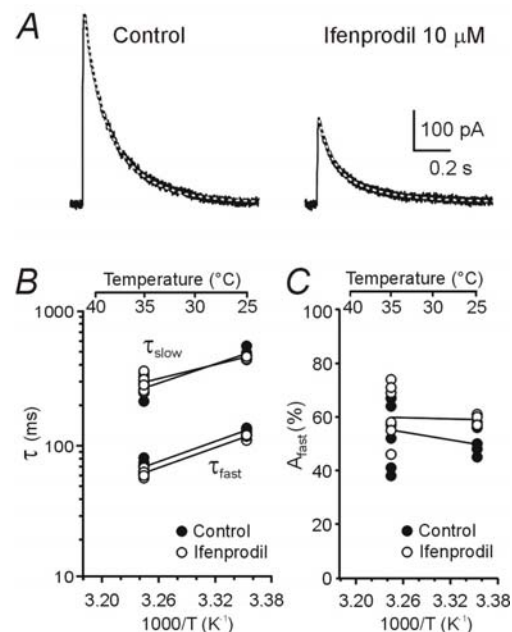 A
Control
Ifenprodil 10 μM
100 pA
0.2 s
B
Temperature (°C)
40 35 30 25
1000
100
10
τ (ms)
τslow
τfast
Control
Ifenprodil
3.20 3.26 3.32 3.38
1000/T (K⁻¹)
C
Temperature (°C)
40 35 30 25
100
80
60
40
20
0
Afast(%)
Control
Ifenprodil
3.20 3.26 3.32 3.38
1000/T (K⁻¹)